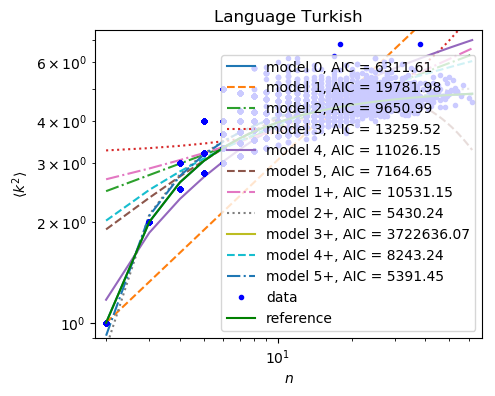 Language Turkish
6 × 10⁰
4 × 10⁰
3 × 10⁰
2 × 10⁰
10⁰
⟨k²⟩
model 0, AIC = 6311.61
model 1, AIC = 19781.98
model 2, AIC = 9650.99
model 3, AIC = 13259.52
model 4, AIC = 11026.15
model 5, AIC = 7164.65
model 1+, AIC = 10531.15
model 2+, AIC = 5430.24
model 3+, AIC = 3722636.07
model 4+, AIC = 8243.24
model 5+, AIC = 5391.45
data
reference
10¹
n